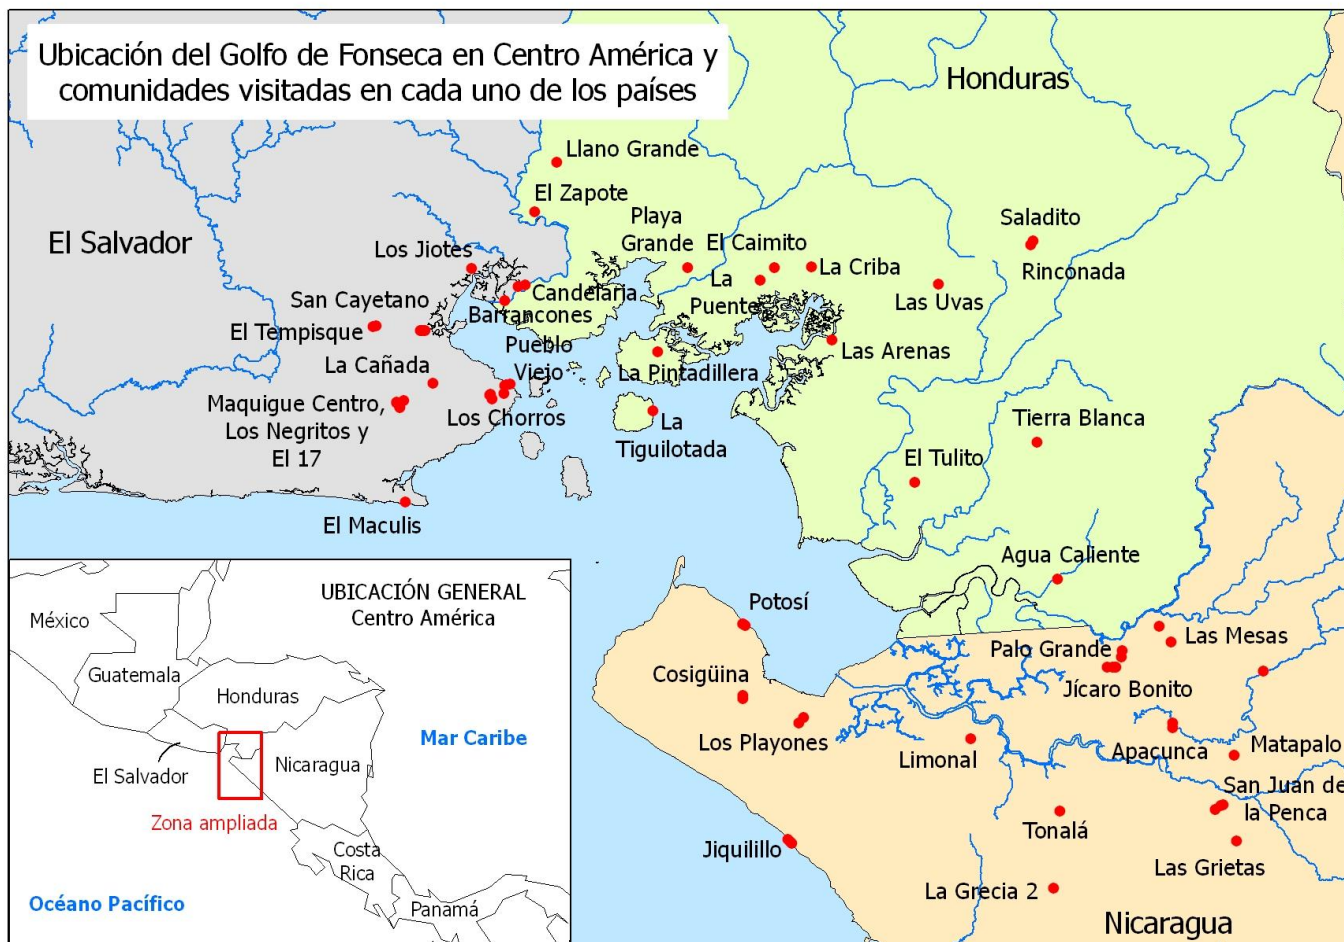 Ubicación del Golfo de Fonseca en Centro América y
comunidades visitadas en cada uno de los países
Honduras
Llano Grande
El Zapote
El Salvador
Playa
Grande
Saladito
Los Jiotes
El Caimito
La Criba
Rinconada
La
Puente
Las Uvas
San Cayetano
Candelaria
Barrancones
El Tempisque
Pueblo
Viejo
Las Arenas
La Cañada
La Pintadillera
Maquigue Centro,
Los Negritos y
El 17
Los Chorros
La
Tiguilotada
Tierra Blanca
El Tulito
El Maculis
Agua Caliente
Potosí
Palo Grande
Las Mesas
Cosigüina
Jícaro Bonito
Los Playones
Limonal
Apacunca
Matapalo
San Juan de
la Penca
Tonalá
Jiquilillo
Las Grietas
La Grecia 2
Nicaragua
UBICACIÓN GENERAL
Centro América
México
Guatemala
Honduras
Mar Caribe
El Salvador
Nicaragua
Zona ampliada
Costa
Rica
Océano Pacífico
Panamá